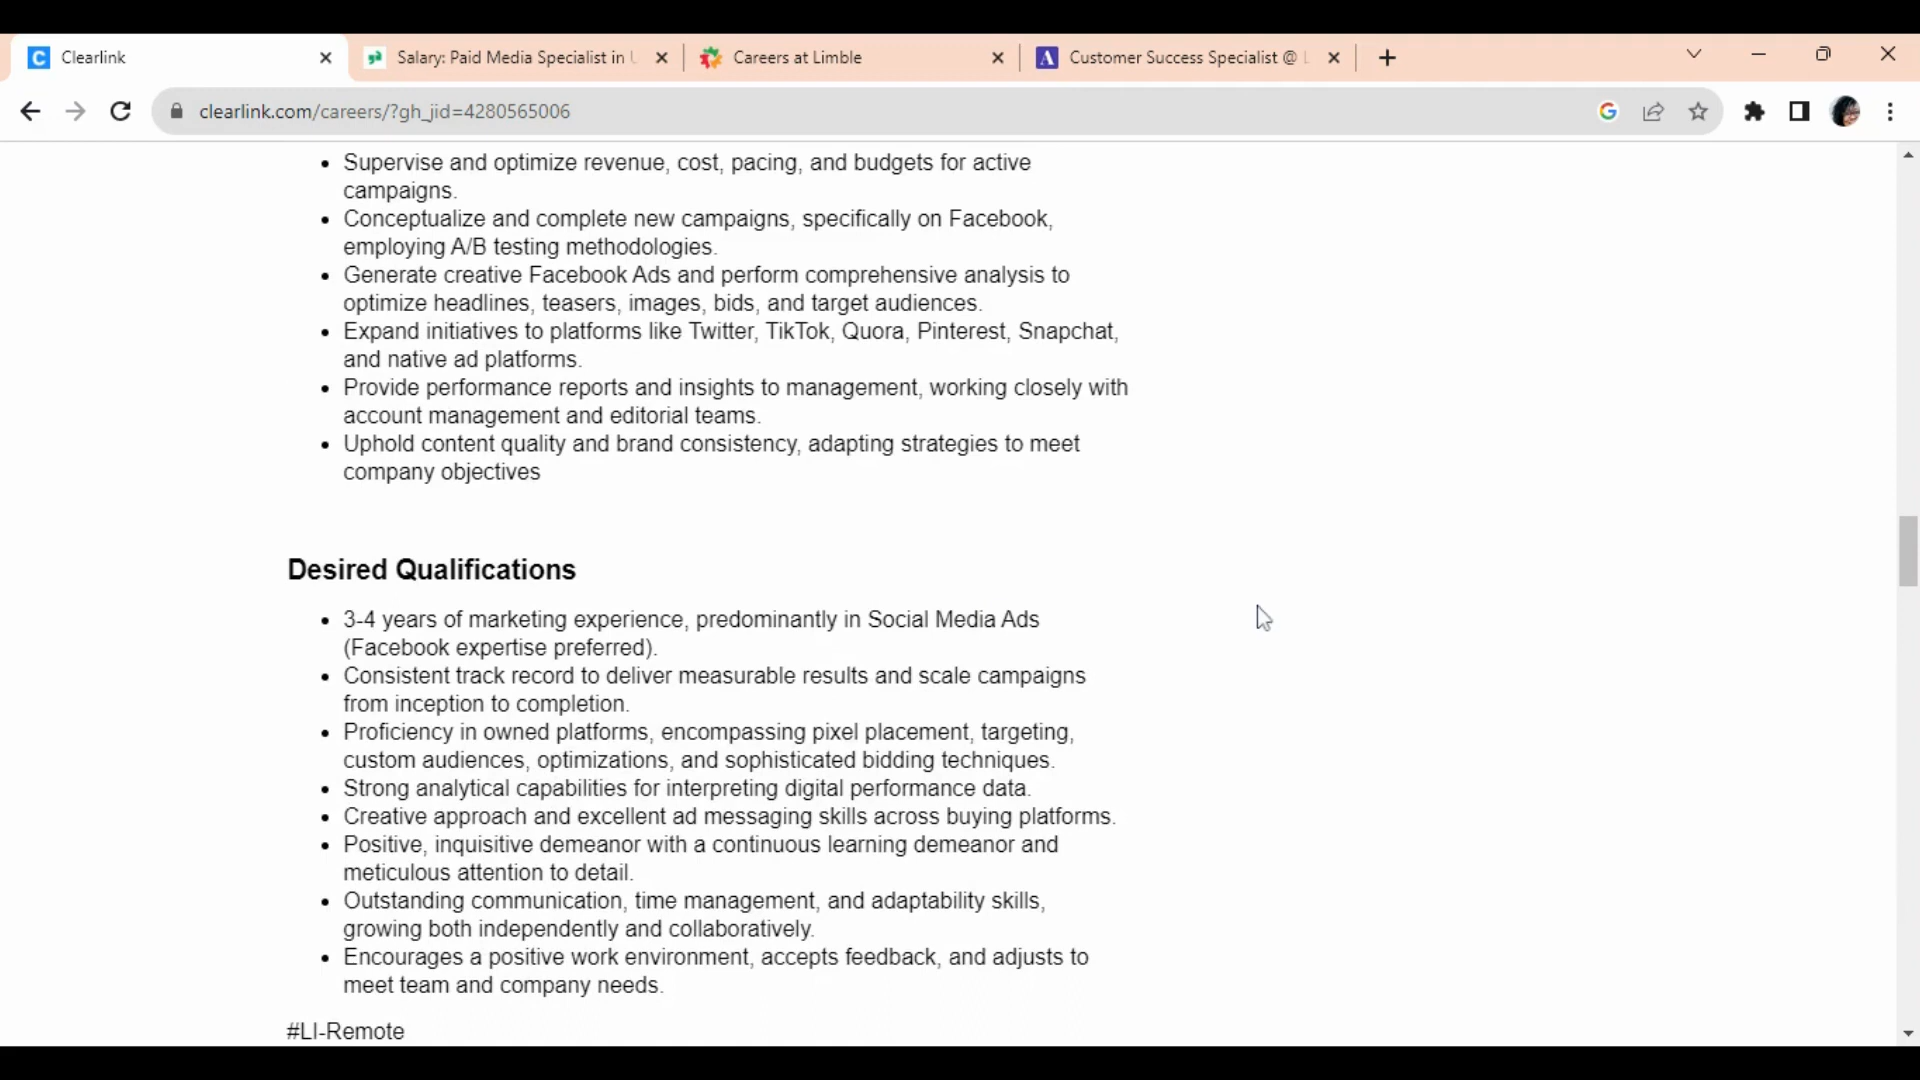 Clearlink
Salary: Paid Media Specialist in
Careers at Limble
Customer Success Specialist @
clearlink.com/careers/?gh_jid=4280565006
• Supervise and optimize revenue, cost, pacing, and budgets for active
campaigns.
• Conceptualize and complete new campaigns, specifically on Facebook,
employing A/B testing methodologies.
• Generate creative Facebook Ads and perform comprehensive analysis to
optimize headlines, teasers, images, bids, and target audiences.
• Expand initiatives to platforms like Twitter, TikTok, Quora, Pinterest, Snapchat,
and native ad platforms.
• Provide performance reports and insights to management, working closely with
account management and editorial teams.
• Uphold content quality and brand consistency, adapting strategies to meet
company objectives
Desired Qualifications
• 3-4 years of marketing experience, predominantly in Social Media Ads
(Facebook expertise preferred).
• Consistent track record to deliver measurable results and scale campaigns
from inception to completion.
• Proficiency in owned platforms, encompassing pixel placement, targeting,
custom audiences, optimizations, and sophisticated bidding techniques.
• Strong analytical capabilities for interpreting digital performance data.
• Creative approach and excellent ad messaging skills across buying platforms.
• Positive, inquisitive demeanor with a continuous learning demeanor and
meticulous attention to detail.
• Outstanding communication, time management, and adaptability skills,
growing both independently and collaboratively.
• Encourages a positive work environment, accepts feedback, and adjusts to
meet team and company needs.
#LI-Remote